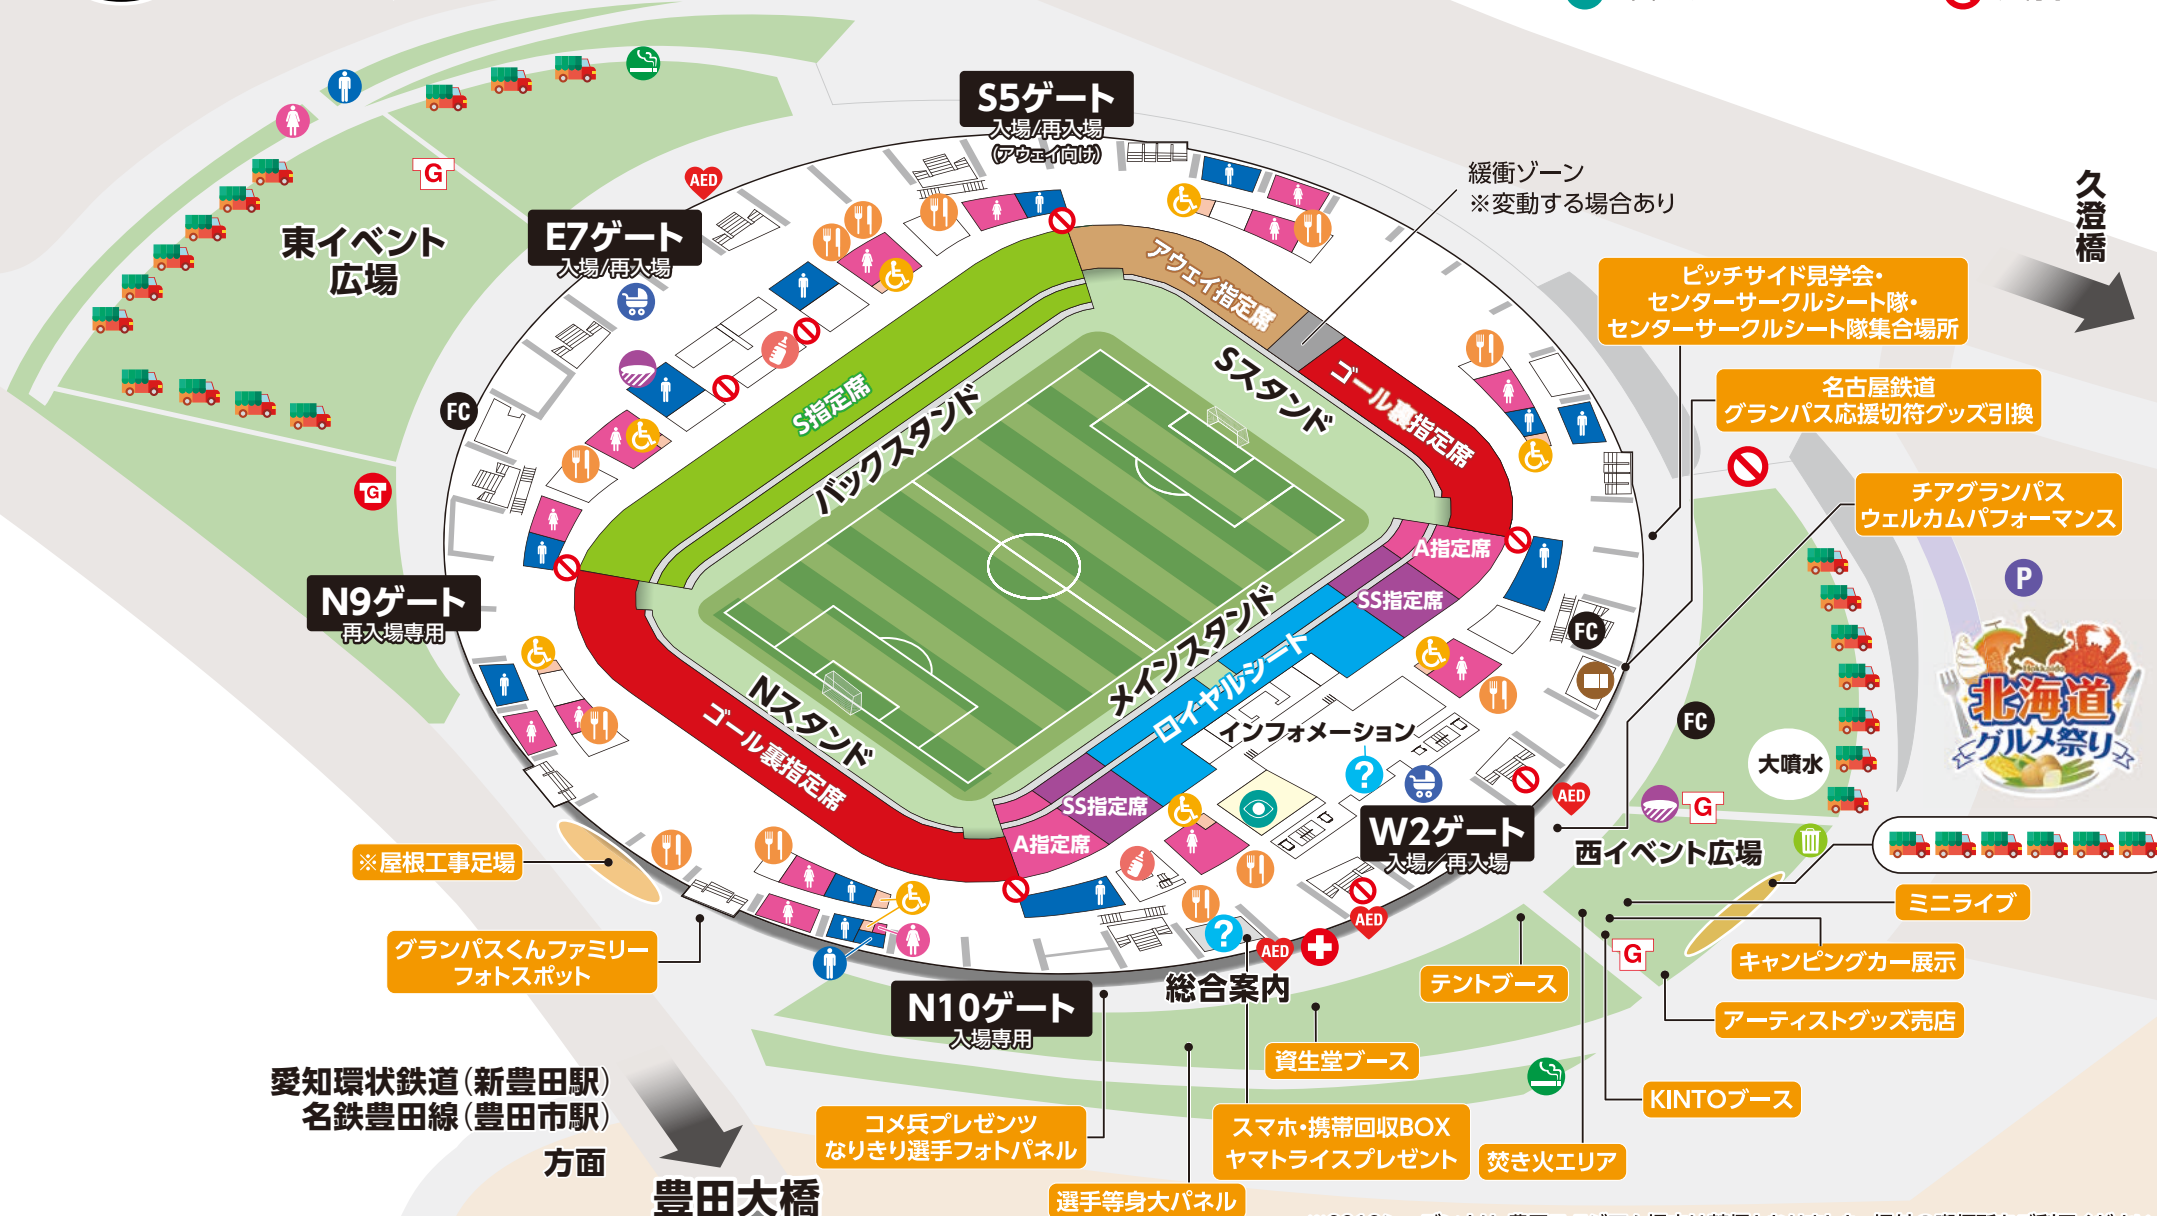 S5ゲート
入場/再入場
(アウェイ向け)
緩衝ゾーン
※変動する場合あり
久澄橋
AED
G
E7ゲート
入場/再入場
東イベント
広場
ピッチサイド見学会・
センターサークルシート隊・
センターサークルシート隊集合場所
アウェイ指定席
Sスタンド
ゴール裏指定席
名古屋鉄道
グランパス応援切符グッズ引換
S指定席
バックスタンド
FC
G
チアグランパス
ウェルカムパフォーマンス
A指定席
SS指定席
P
N9ゲート
再入場専用
メインスタンド
ロイヤルシート
FC
Hokkaido
北海道
グルメ祭り
Nスタンド
ゴール裏指定席
インフォメーション
?
FC
大噴水
AED
G
SS指定席
A指定席
W2ゲート
入場/再入場
西イベント広場
※屋根工事足場
ミニライブ
グランパスくんファミリー
フォトスポット
?
AED
AED
G
キャンピングカー展示
テントブース
総合案内
N10ゲート
入場専用
アーティストグッズ売店
資生堂ブース
愛知環状鉄道(新豊田駅)
名鉄豊田線(豊田市駅)
方面
KINTOブース
コメ兵プレゼンツ
なりきり選手フォトパネル
スマホ・携帯回収BOX
ヤマトライスプレゼント
焚き火エリア
選手等身大パネル
豊田大橋